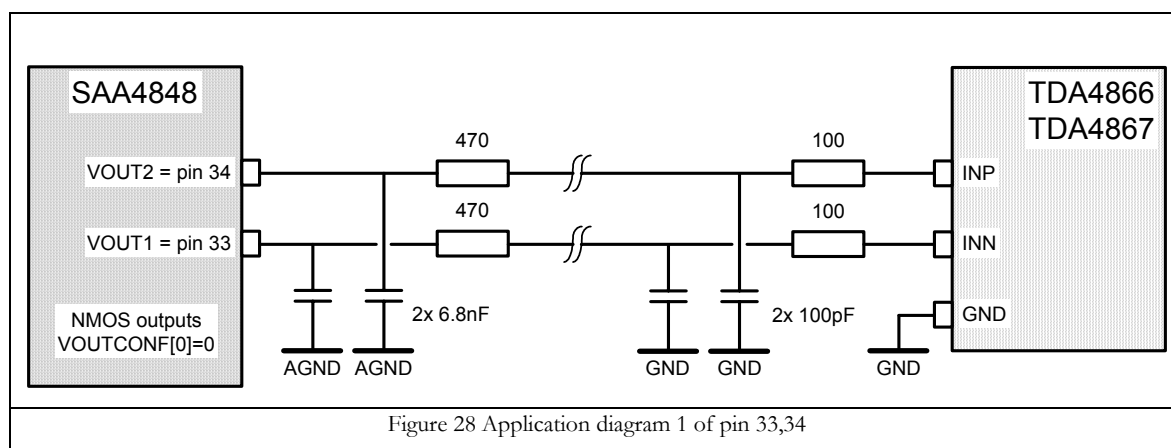 SAA4848
TDA4866
TDA4867
470
100
VOUT2 = pin 34
INP
470
100
VOUT1 = pin 33
INN
2x 6.8nF
2x 100pF
GND
NMOS outputs
VOUTCONF[0]=0
AGND AGND
GND GND
GND
Figure 28 Application diagram 1 of pin 33,34